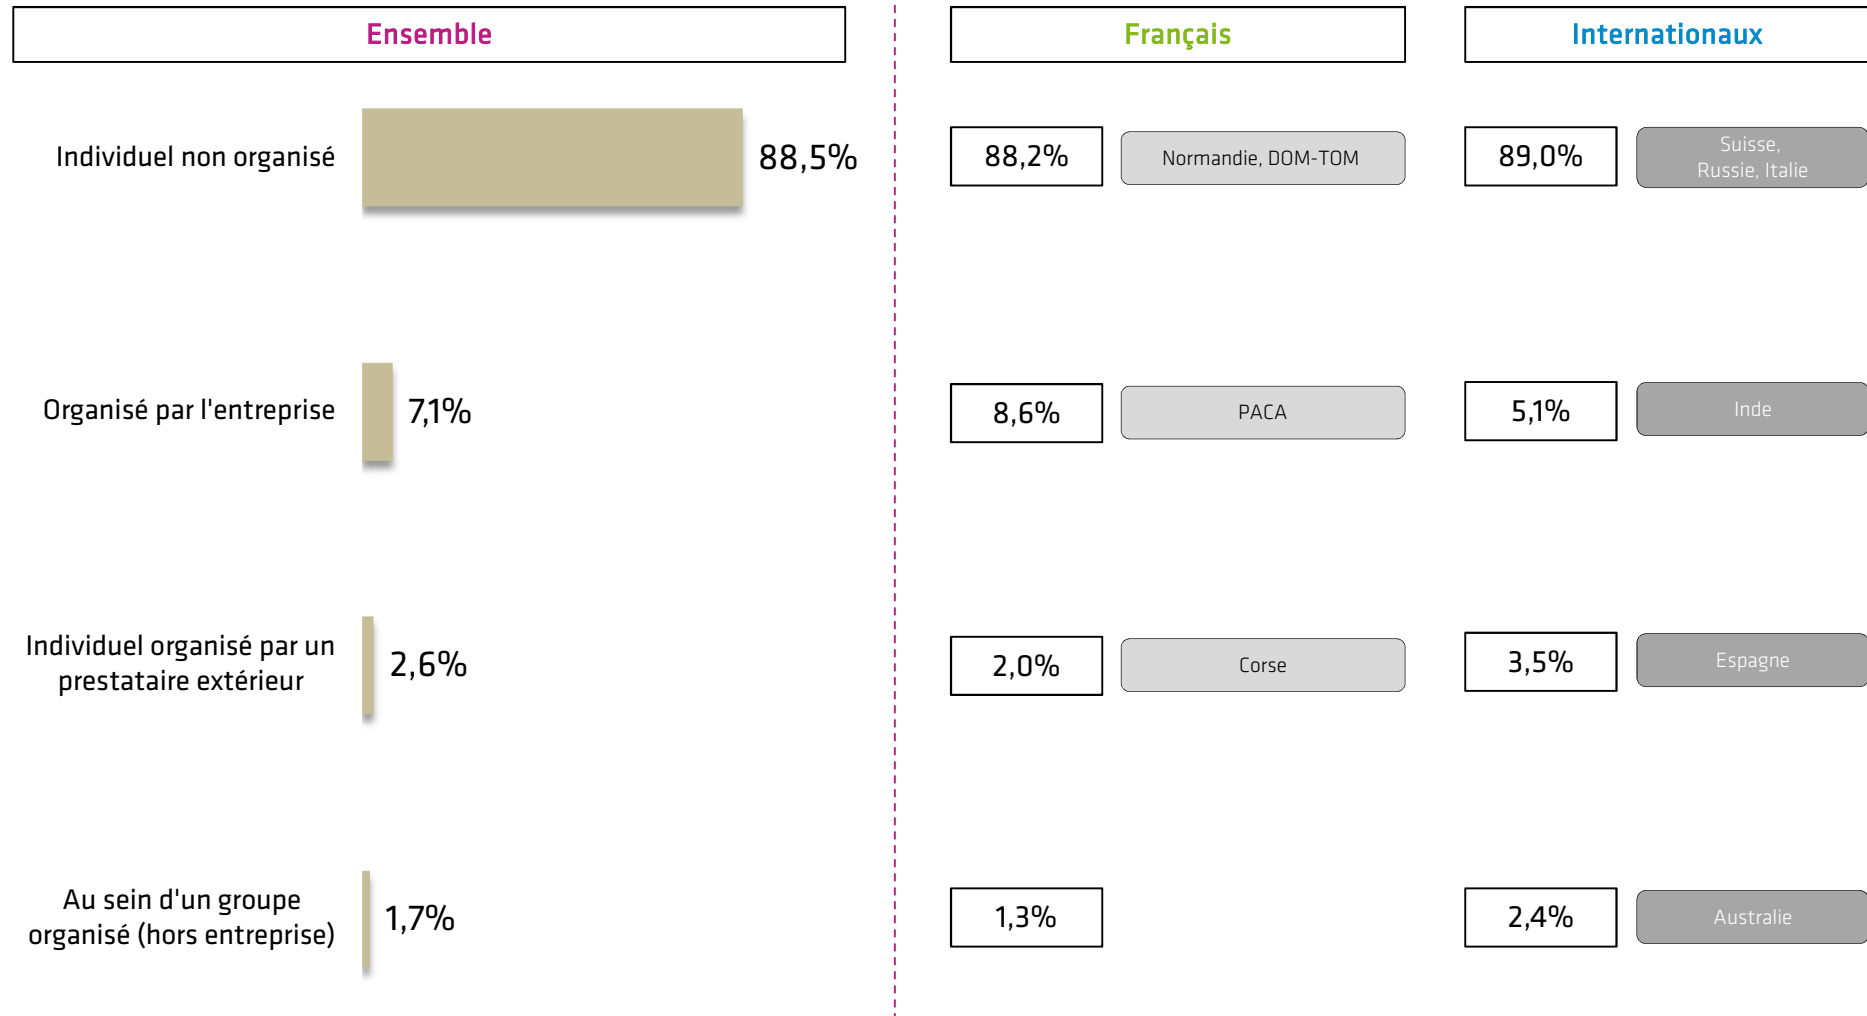 Ensemble
Français
Internationaux
Individuel non organisé
88,5%
88,2%
Normandie, DOM-TOM
89,0%
Suisse,
Russie, Italie
Organisé par l'entreprise
7,1%
8,6%
PACA
5,1%
Inde
Individuel organisé par un
prestataire extérieur
2,6%
2,0%
Corse
3,5%
Espagne
Au sein d'un groupe
organisé (hors entreprise)
1,7%
1,3%
2,4%
Australie